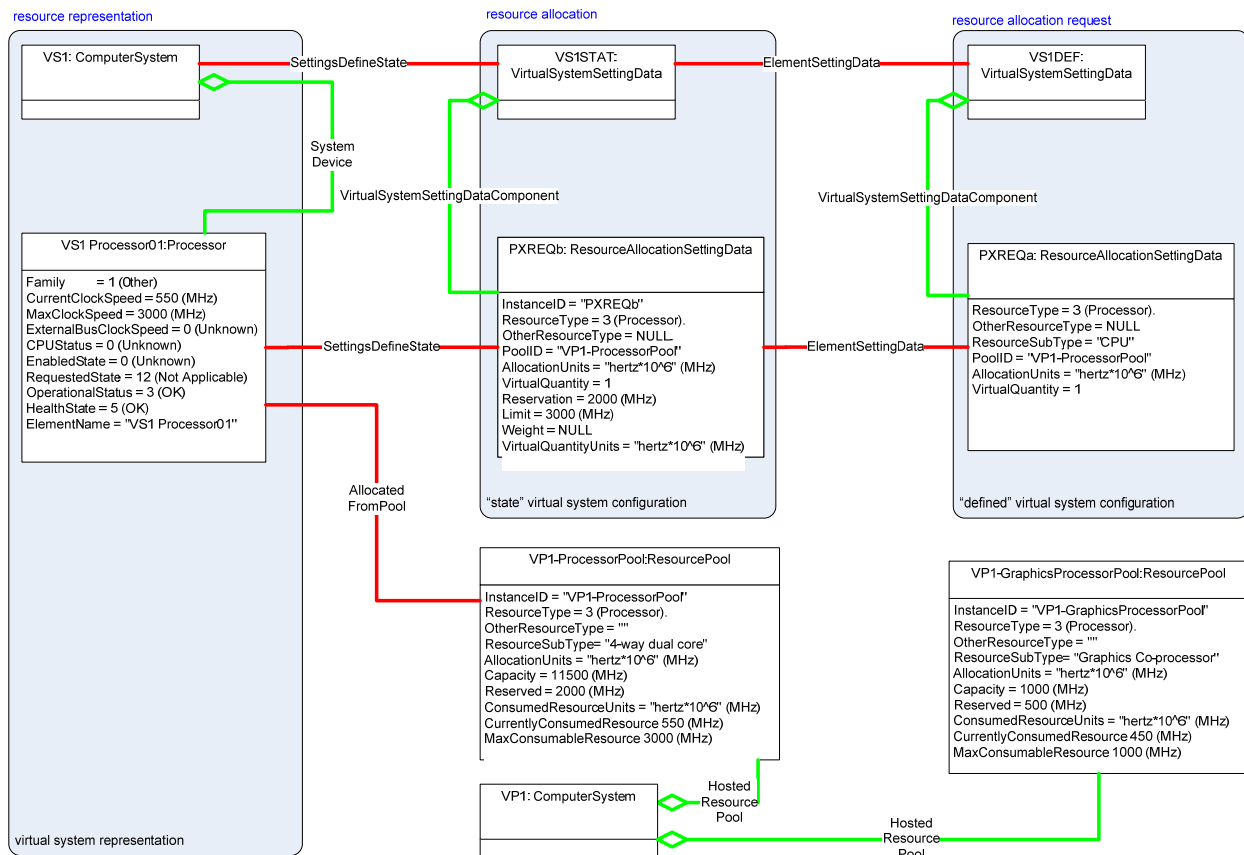 resource representation
resource allocation
resource allocation request
VS1: ComputerSystem
SettingsDefineState
VS1STAT:
VirtualSystemSettingData
ElementSettingData
VS1DEF:
VirtualSystemSettingData
System
Device
VirtualSystemSettingDataComponent
VirtualSystemSettingDataComponent
VS1 Processor01:Processor
Family = 1 (Other)
CurrentClockSpeed = 550 (MHz)
MaxClockSpeed = 3000 (MHz)
ExternalBusClockSpeed = 0 (Unknown)
CPUStatus = 0 (Unknown)
EnabledState = 0 (Unknown)
RequestedState = 12 (Not Applicable)
OperationalStatus = 3 (OK)
HealthState = 5 (OK)
ElementName = "VS1 Processor01"
SettingsDefineState
PXREQb: ResourceAllocationSettingData
InstanceID = "PXREQb"
ResourceType = 3 (Processor).
OtherResourceType = NULL.
PoolID = "VP1-ProcessorPool"
AllocationUnits = "hertz*10^6" (MHz)
VirtualQuantity = 1
Reservation = 2000 (MHz)
Limit = 3000 (MHz)
Weight = NULL
VirtualQuantityUnits = "hertz*10^6" (MHz)
ElementSettingData
PXREQa: ResourceAllocationSettingData
ResourceType = 3 (Processor).
OtherResourceType = NULL
ResourceSubType = "CPU"
PoolID = "VP1-ProcessorPool"
AllocationUnits = "hertz*10^6" (MHz)
VirtualQuantity = 1
Allocated
FromPool
"state" virtual system configuration
"defined" virtual system configuration
VP1-ProcessorPool:ResourcePool
InstanceID = "VP1-ProcessorPool"
ResourceType = 3 (Processor).
OtherResourceType = ""
ResourceSubType= "4-way dual core"
AllocationUnits = "hertz*10^6" (MHz)
Capacity = 11500 (MHz)
Reserved = 2000 (MHz)
ConsumedResourceUnits = "hertz*10^6" (MHz)
CurrentlyConsumedResource 550 (MHz)
MaxConsumableResource 3000 (MHz)
VP1-GraphicsProcessorPool:ResourcePool
InstanceID = "VP1-GraphicsProcessorPool"
ResourceType = 3 (Processor).
OtherResourceType = ""
ResourceSubType= "Graphics Co-processor"
AllocationUnits = "hertz*10^6" (MHz)
Capacity = 1000 (MHz)
Reserved = 500 (MHz)
ConsumedResourceUnits = "hertz*10^6" (MHz)
CurrentlyConsumedResource 450 (MHz)
MaxConsumableResource 1000 (MHz)
VP1: ComputerSystem
Hosted
Resource
Pool
Hosted
Resource
Pool
virtual system representation